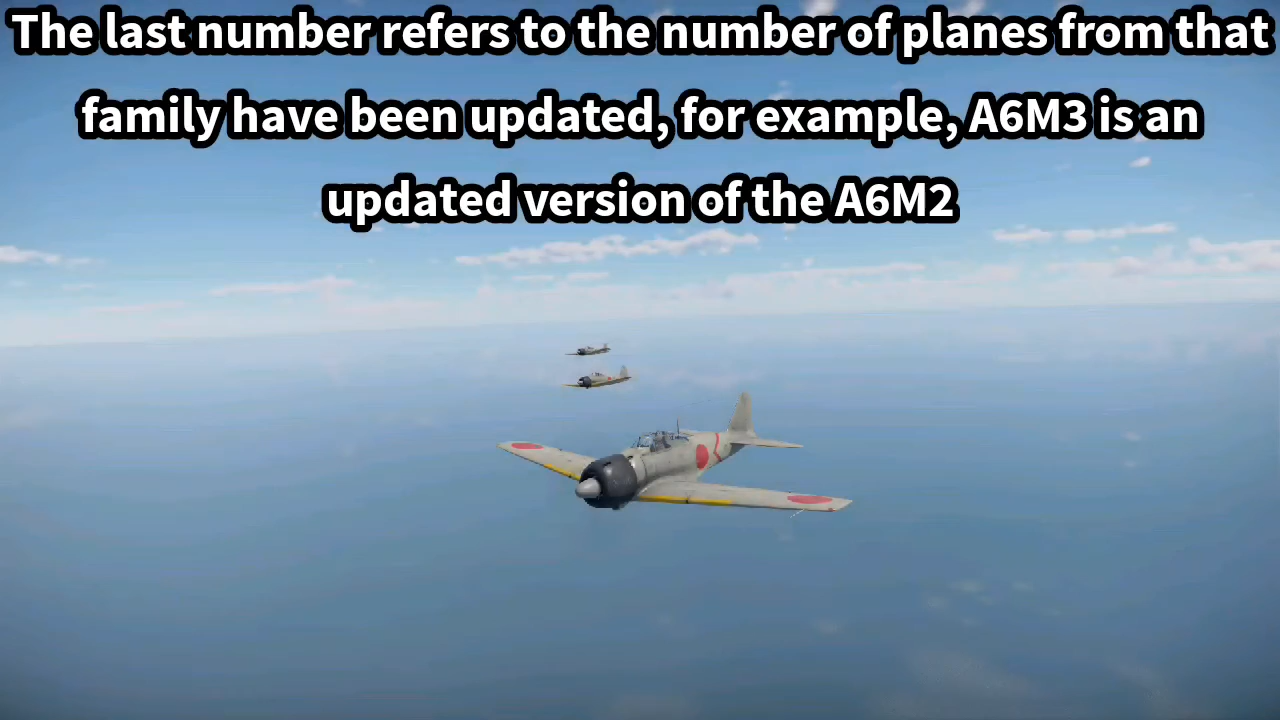 The last number refers to the number of planes from that
family have been updated, for example, A6M3 is an
updated version of the A6M2